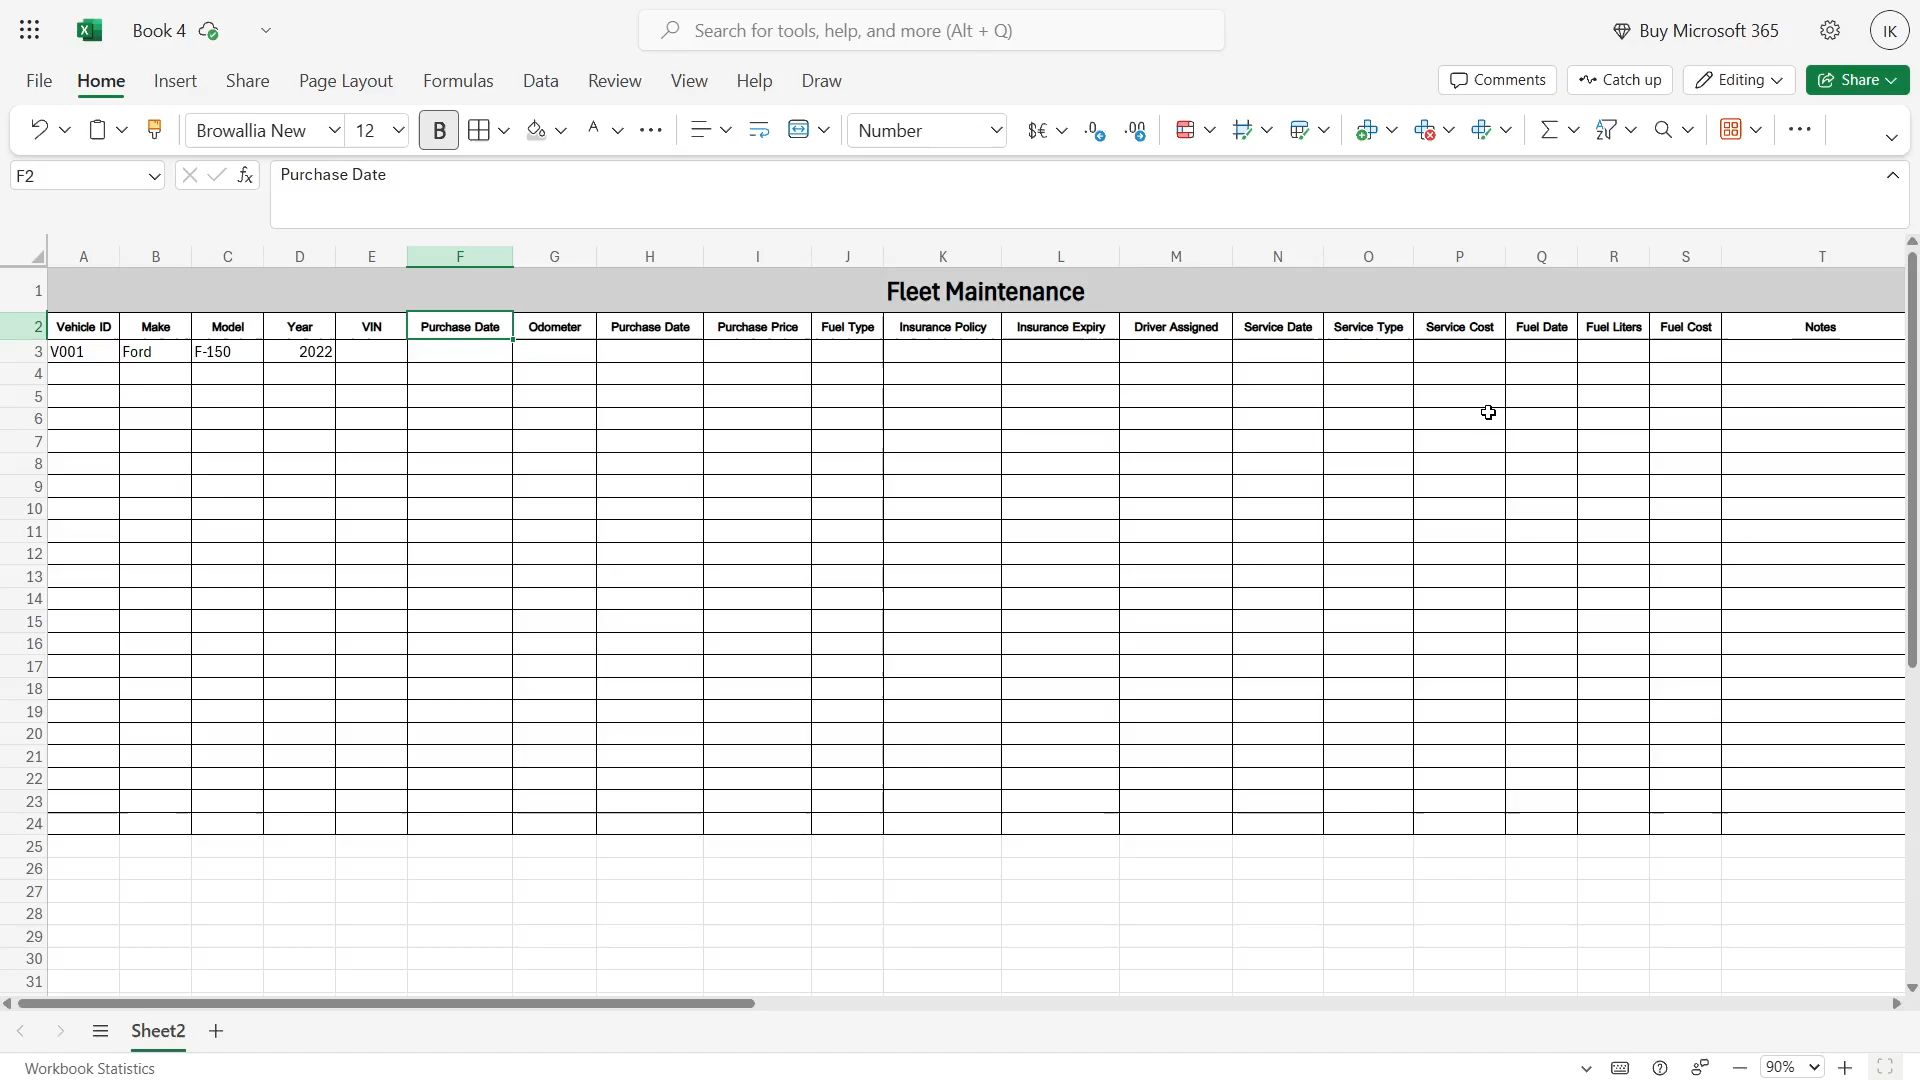 Book 4
Search for tools, help, and more (Alt + Q)
Buy Microsoft 365
IK
File Home Insert Share Page Layout Formulas Data Review View Help Draw
Comments Catch up Editing Share
Browallia New 12 B A Number $€ .0 .00
F2 fx Purchase Date
A B C D E F G H I J K L M N O P Q R S T
1 Fleet Maintenance
2 Vehicle ID Make Model Year VIN Purchase Date Odometer Purchase Date Purchase Price Fuel Type Insurance Policy Insurance Expiry Driver Assigned Service Date Service Type Service Cost Fuel Date Fuel Liters Fuel Cost Notes
3 V001 Ford F-150 2022
4
5
6
7
8
9
10
11
12
13
14
15
16
17
18
19
20
21
22
23
24
25
26
27
28
29
30
31
Sheet2
Workbook Statistics
90%